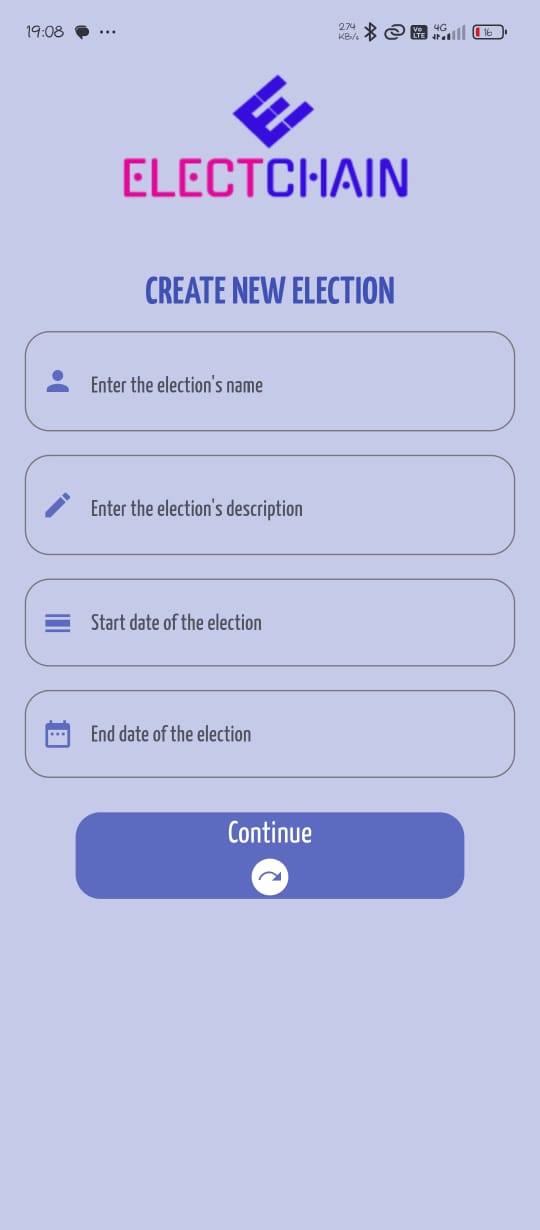 19:08 ... 2.74 KB/s Vo LTE 4G 16
ELECTCHAIN
CREATE NEW ELECTION
Enter the election's name
Enter the election's description
Start date of the election
End date of the election
Continue